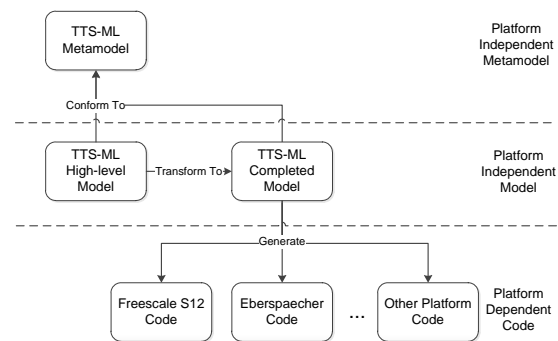 TTS-ML
Metamodel
Platform
Independent
Metamodel
Conform To
TTS-ML
High-level
Model
Transform To
TTS-ML
Completed
Model
Platform
Independent
Model
Generate
Freescale S12
Code
Eberspaecher
Code
...
Other Platform
Code
Platform
Dependent
Code